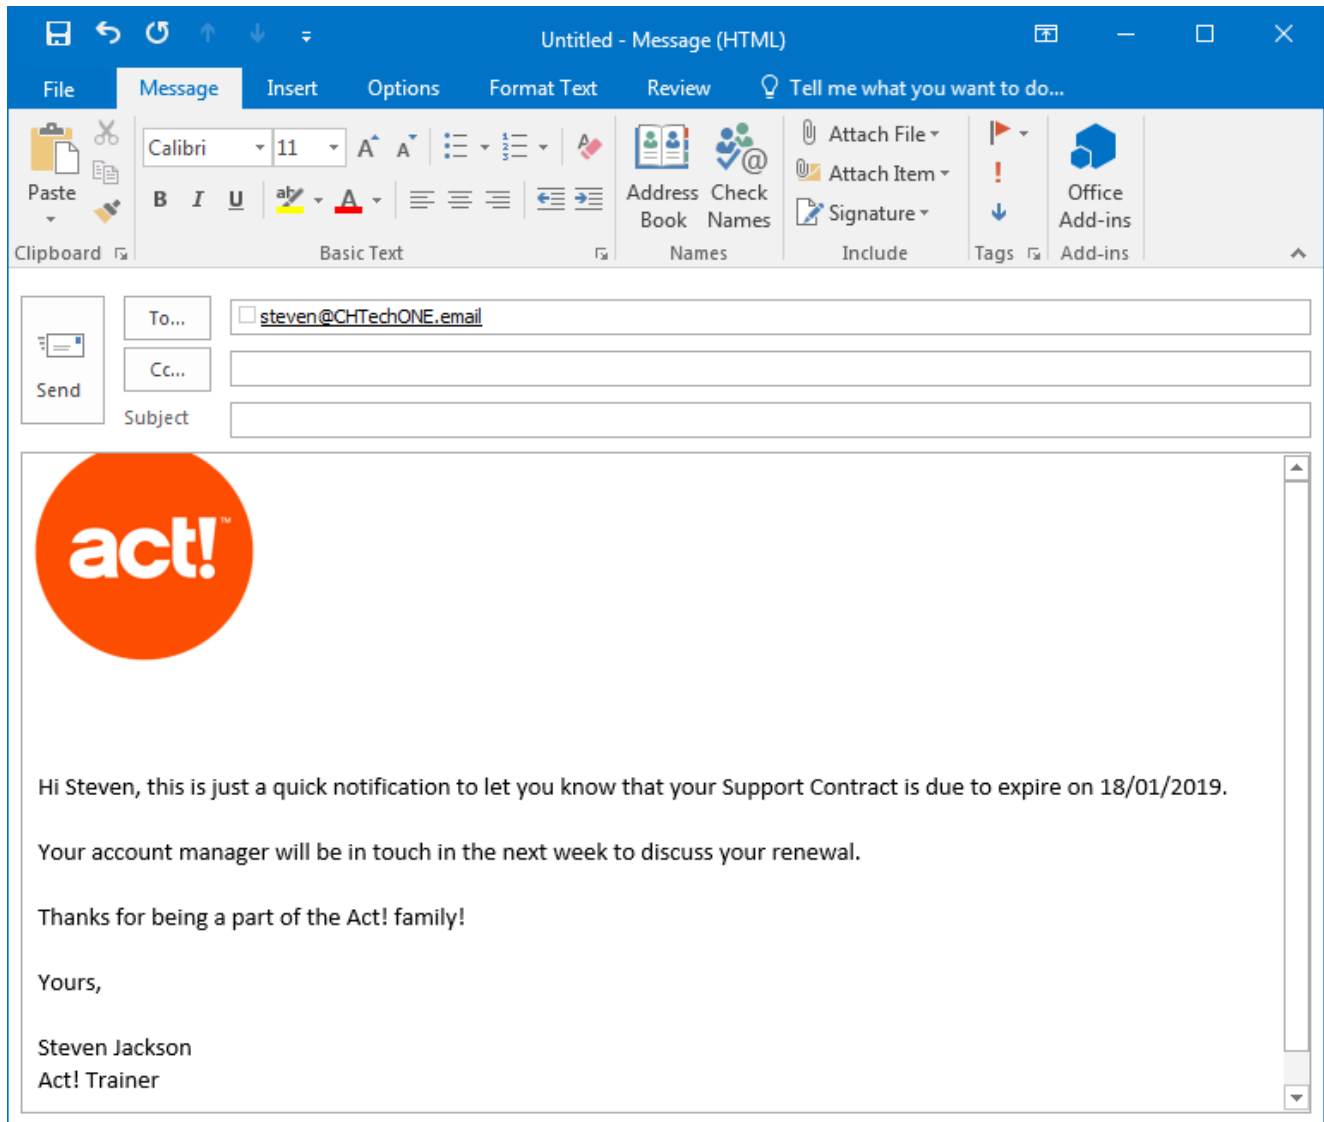 Untitled - Message (HTML)
File Message Insert Options Format Text Review Tell me what you want to do...
Calibri 11 A A Attach File
Paste Address Check Attach Item Office
B I U aby A Book Names Signature Add-ins
Clipboard Basic Text Names Include Tags Add-ins
To... steven@CHTechONE.email
Cc...
Send
Subject
act!™
Hi Steven, this is just a quick notification to let you know that your Support Contract is due to expire on 18/01/2019.
Your account manager will be in touch in the next week to discuss your renewal.
Thanks for being a part of the Act! family!
Yours,
Steven Jackson
Act! Trainer